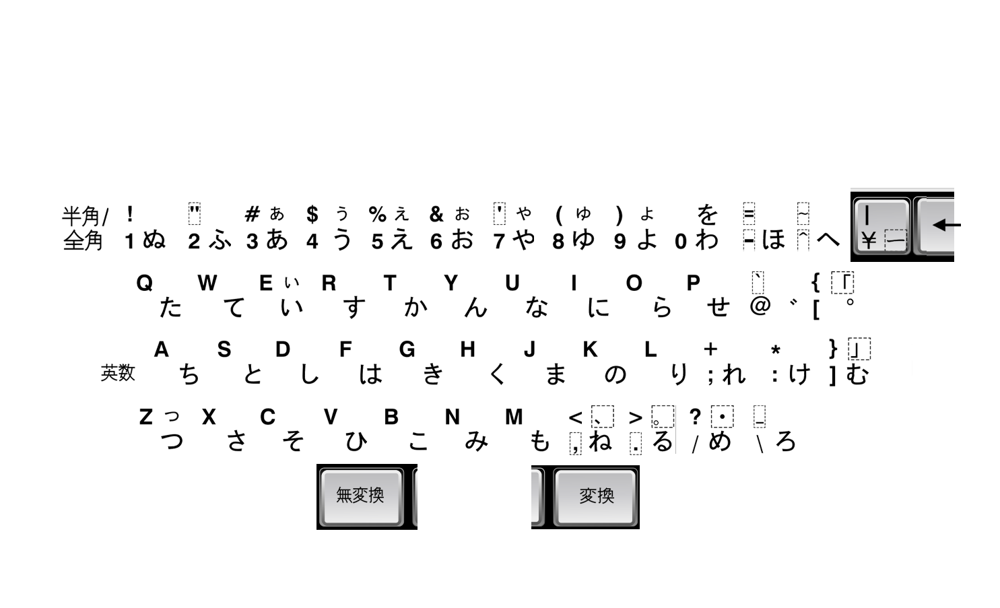 半角/ ! " # ぁ $ ぅ % ぇ & ぉ ' ゃ ( ゅ ) ょ を = ~ |
全角 1 ぬ 2 ふ 3 あ 4 う 5 え 6 お 7 や 8 ゆ 9 よ 0 わ - ほ ^ へ ¥ ー ←
Q W E ぃ R T Y U I O P ` { 「
た て い す か ん な に ら せ @ ゛ [ ゜
A S D F G H J K L + * } 」
英数 ち と し は き く ま の り ; れ : け ] む
Z っ X C V B N M < 、 > 。 ? ・ _
つ さ そ ひ こ み も , ね . る / め \ ろ
無変換 変換